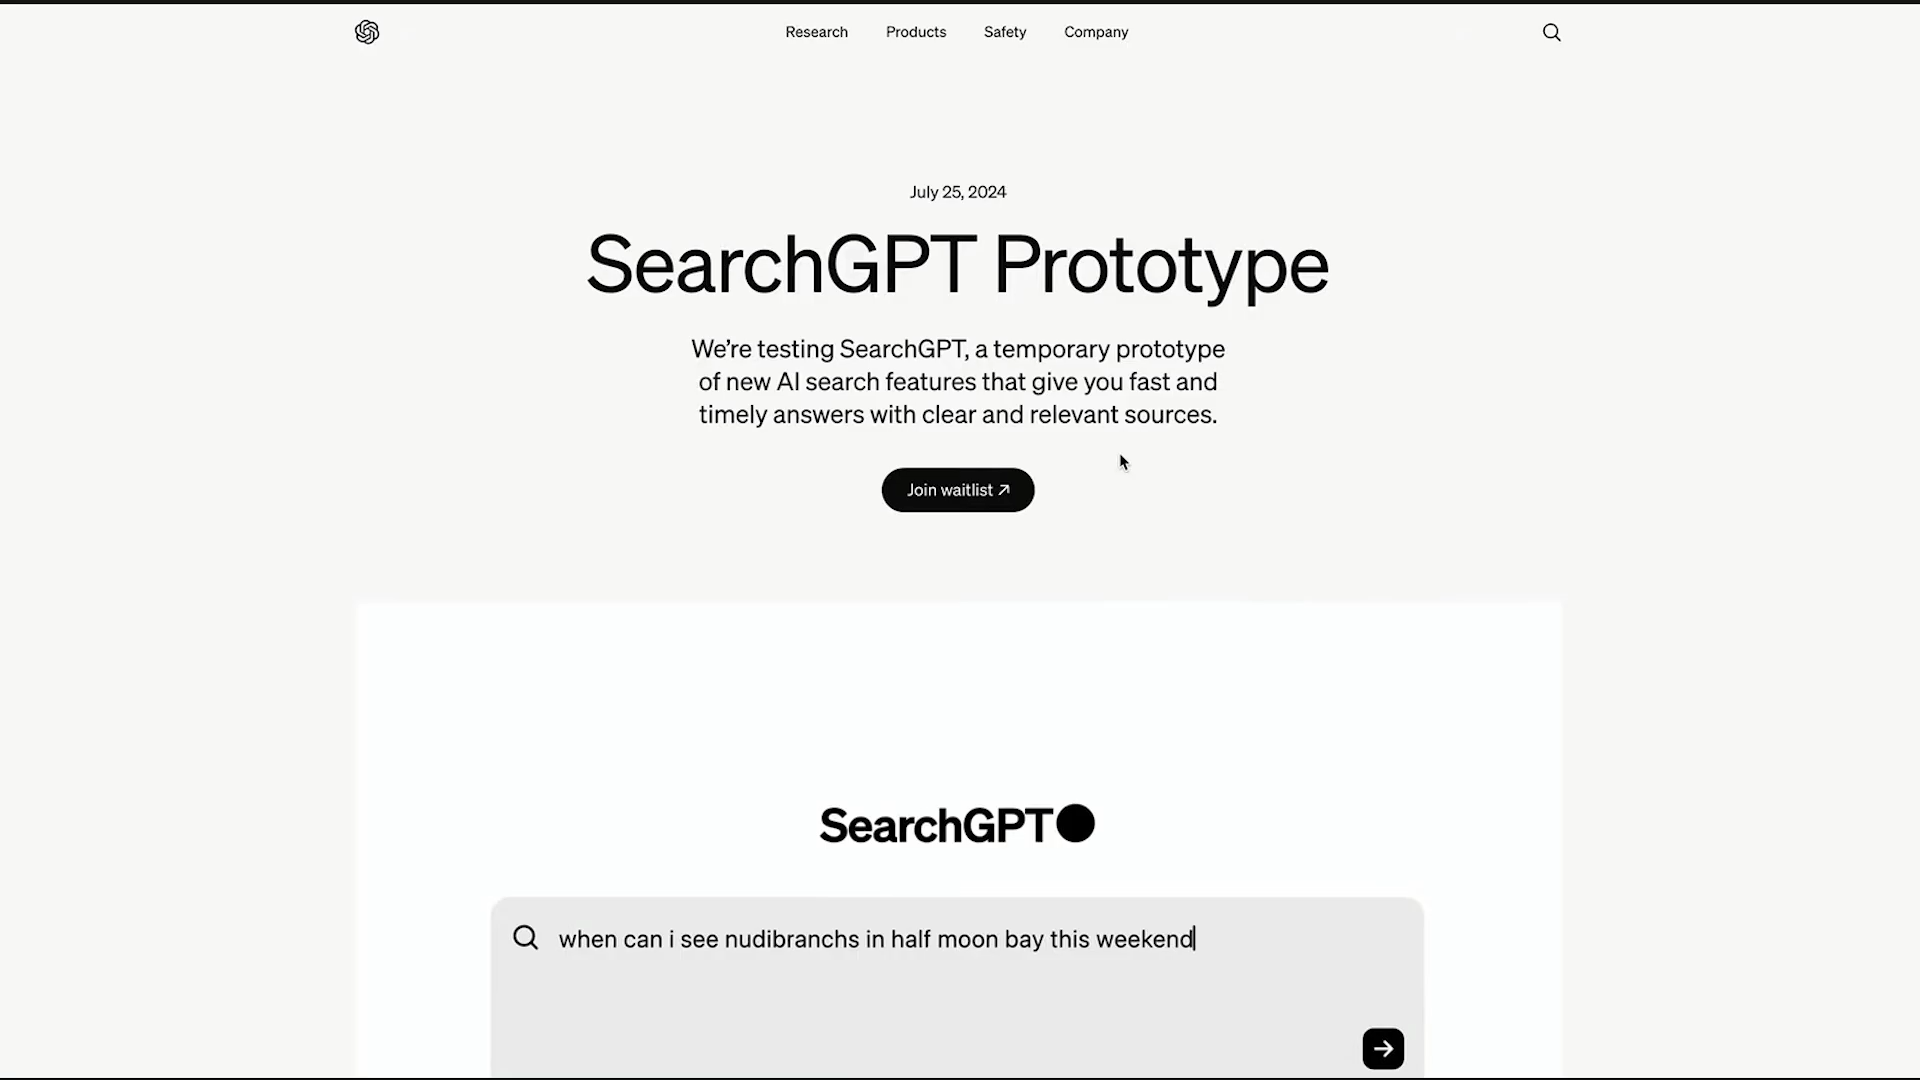 Research Products Safety Company
July 25, 2024
SearchGPT Prototype
We’re testing SearchGPT, a temporary prototype
of new AI search features that give you fast and
timely answers with clear and relevant sources.
Join waitlist ↗
SearchGPT
when can i see nudibranchs in half moon bay this weekend